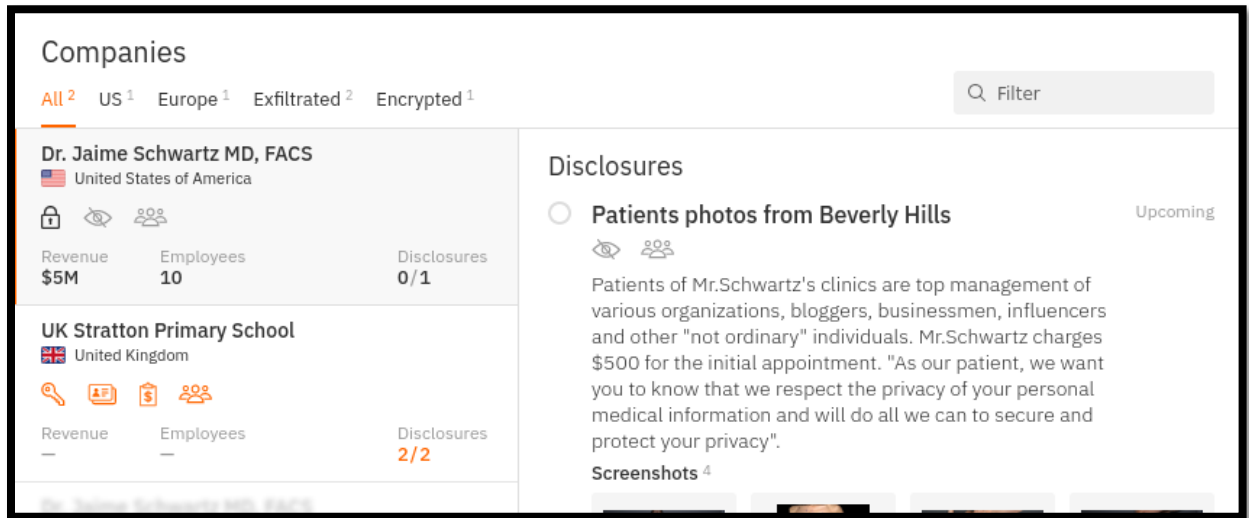 Companies
All 2 US 1 Europe 1 Exfiltrated 2 Encrypted 1
Filter
Dr. Jaime Schwartz MD, FACS
United States of America
Revenue Employees Disclosures
$5M 10 0/1
UK Stratton Primary School
United Kingdom
Revenue Employees Disclosures
— — 2/2
Dr. Jaime Schwartz MD, FACS
Disclosures
Patients photos from Beverly Hills
Upcoming
Patients of Mr.Schwartz's clinics are top management of
various organizations, bloggers, businessmen, influencers
and other "not ordinary" individuals. Mr.Schwartz charges
$500 for the initial appointment. "As our patient, we want
you to know that we respect the privacy of your personal
medical information and will do all we can to secure and
protect your privacy".
Screenshots 4